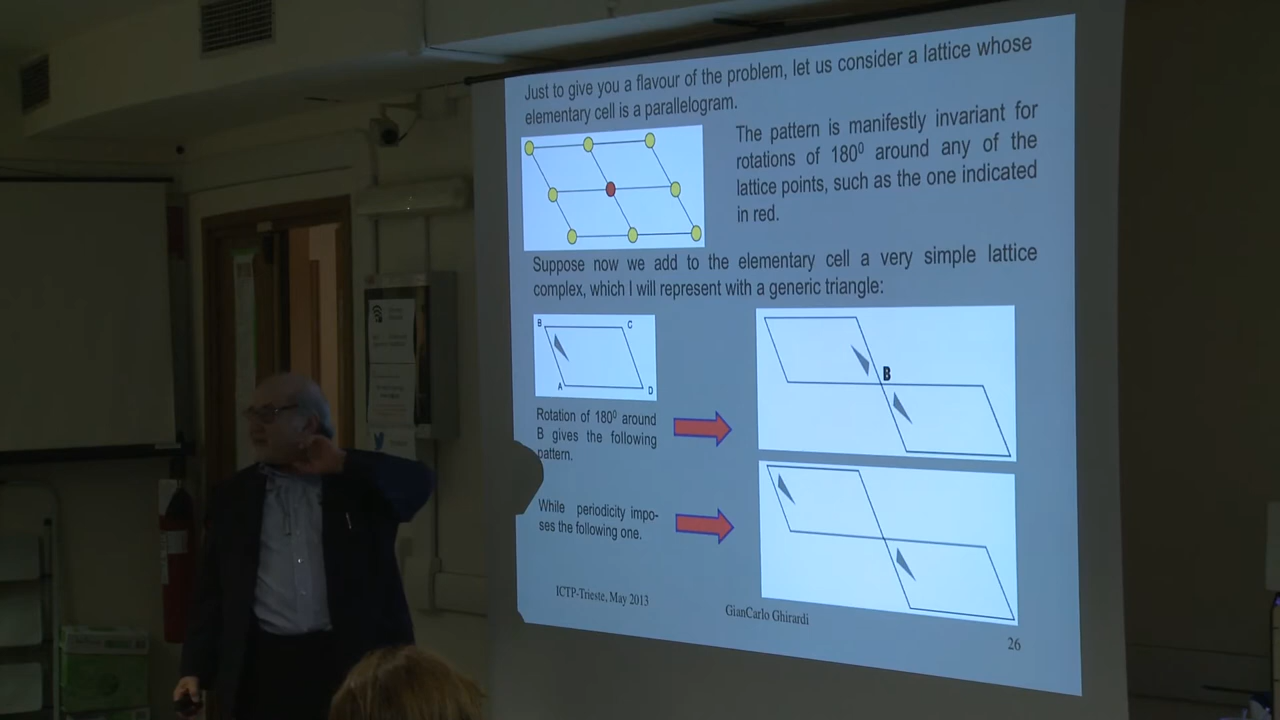 Just to give you a flavour of the problem, let us consider a lattice whose
elementary cell is a parallelogram.
The pattern is manifestly invariant for
rotations of 180⁰ around any of the
lattice points, such as the one indicated
in red.
Suppose now we add to the elementary cell a very simple lattice
complex, which I will represent with a generic triangle:
B
C
A
D
B
Rotation of 180⁰ around
B gives the following
pattern.
While periodicity impo-
ses the following one.
ICTP-Trieste, May 2013
GianCarlo Ghirardi
26